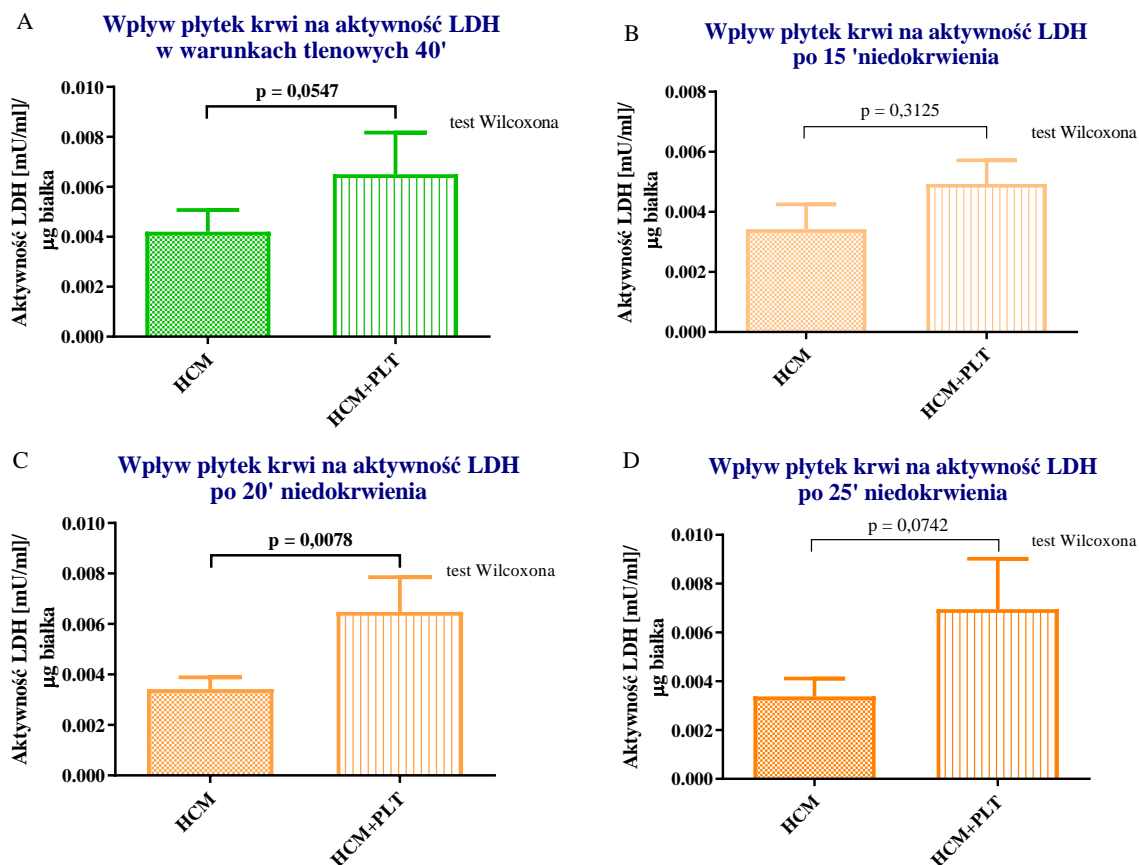 A
Wpływ płytek krwi na aktywność LDH
w warunkach tlenowych 40'
p = 0,0547
test Wilcoxona
Aktywność LDH [mU/ml]/
µg białka
0.010
0.008
0.006
0.004
0.002
0.000
HCM
HCM+PLT
B
Wpływ płytek krwi na aktywność LDH
po 15 'niedokrwienia
p = 0,3125
test Wilcoxona
Aktywność LDH [mU/ml]/
µg białka
0.008
0.006
0.004
0.002
0.000
HCM
HCM+PLT
C
Wpływ płytek krwi na aktywność LDH
po 20' niedokrwienia
p = 0,0078
test Wilcoxona
Aktywność LDH [mU/ml]/
µg białka
0.010
0.008
0.006
0.004
0.002
0.000
HCM
HCM+PLT
D
Wpływ płytek krwi na aktywność LDH
po 25' niedokrwienia
p = 0,0742
test Wilcoxona
Aktywność LDH [mU/ml]/
µg białka
0.010
0.008
0.006
0.004
0.002
0.000
HCM
HCM+PLT